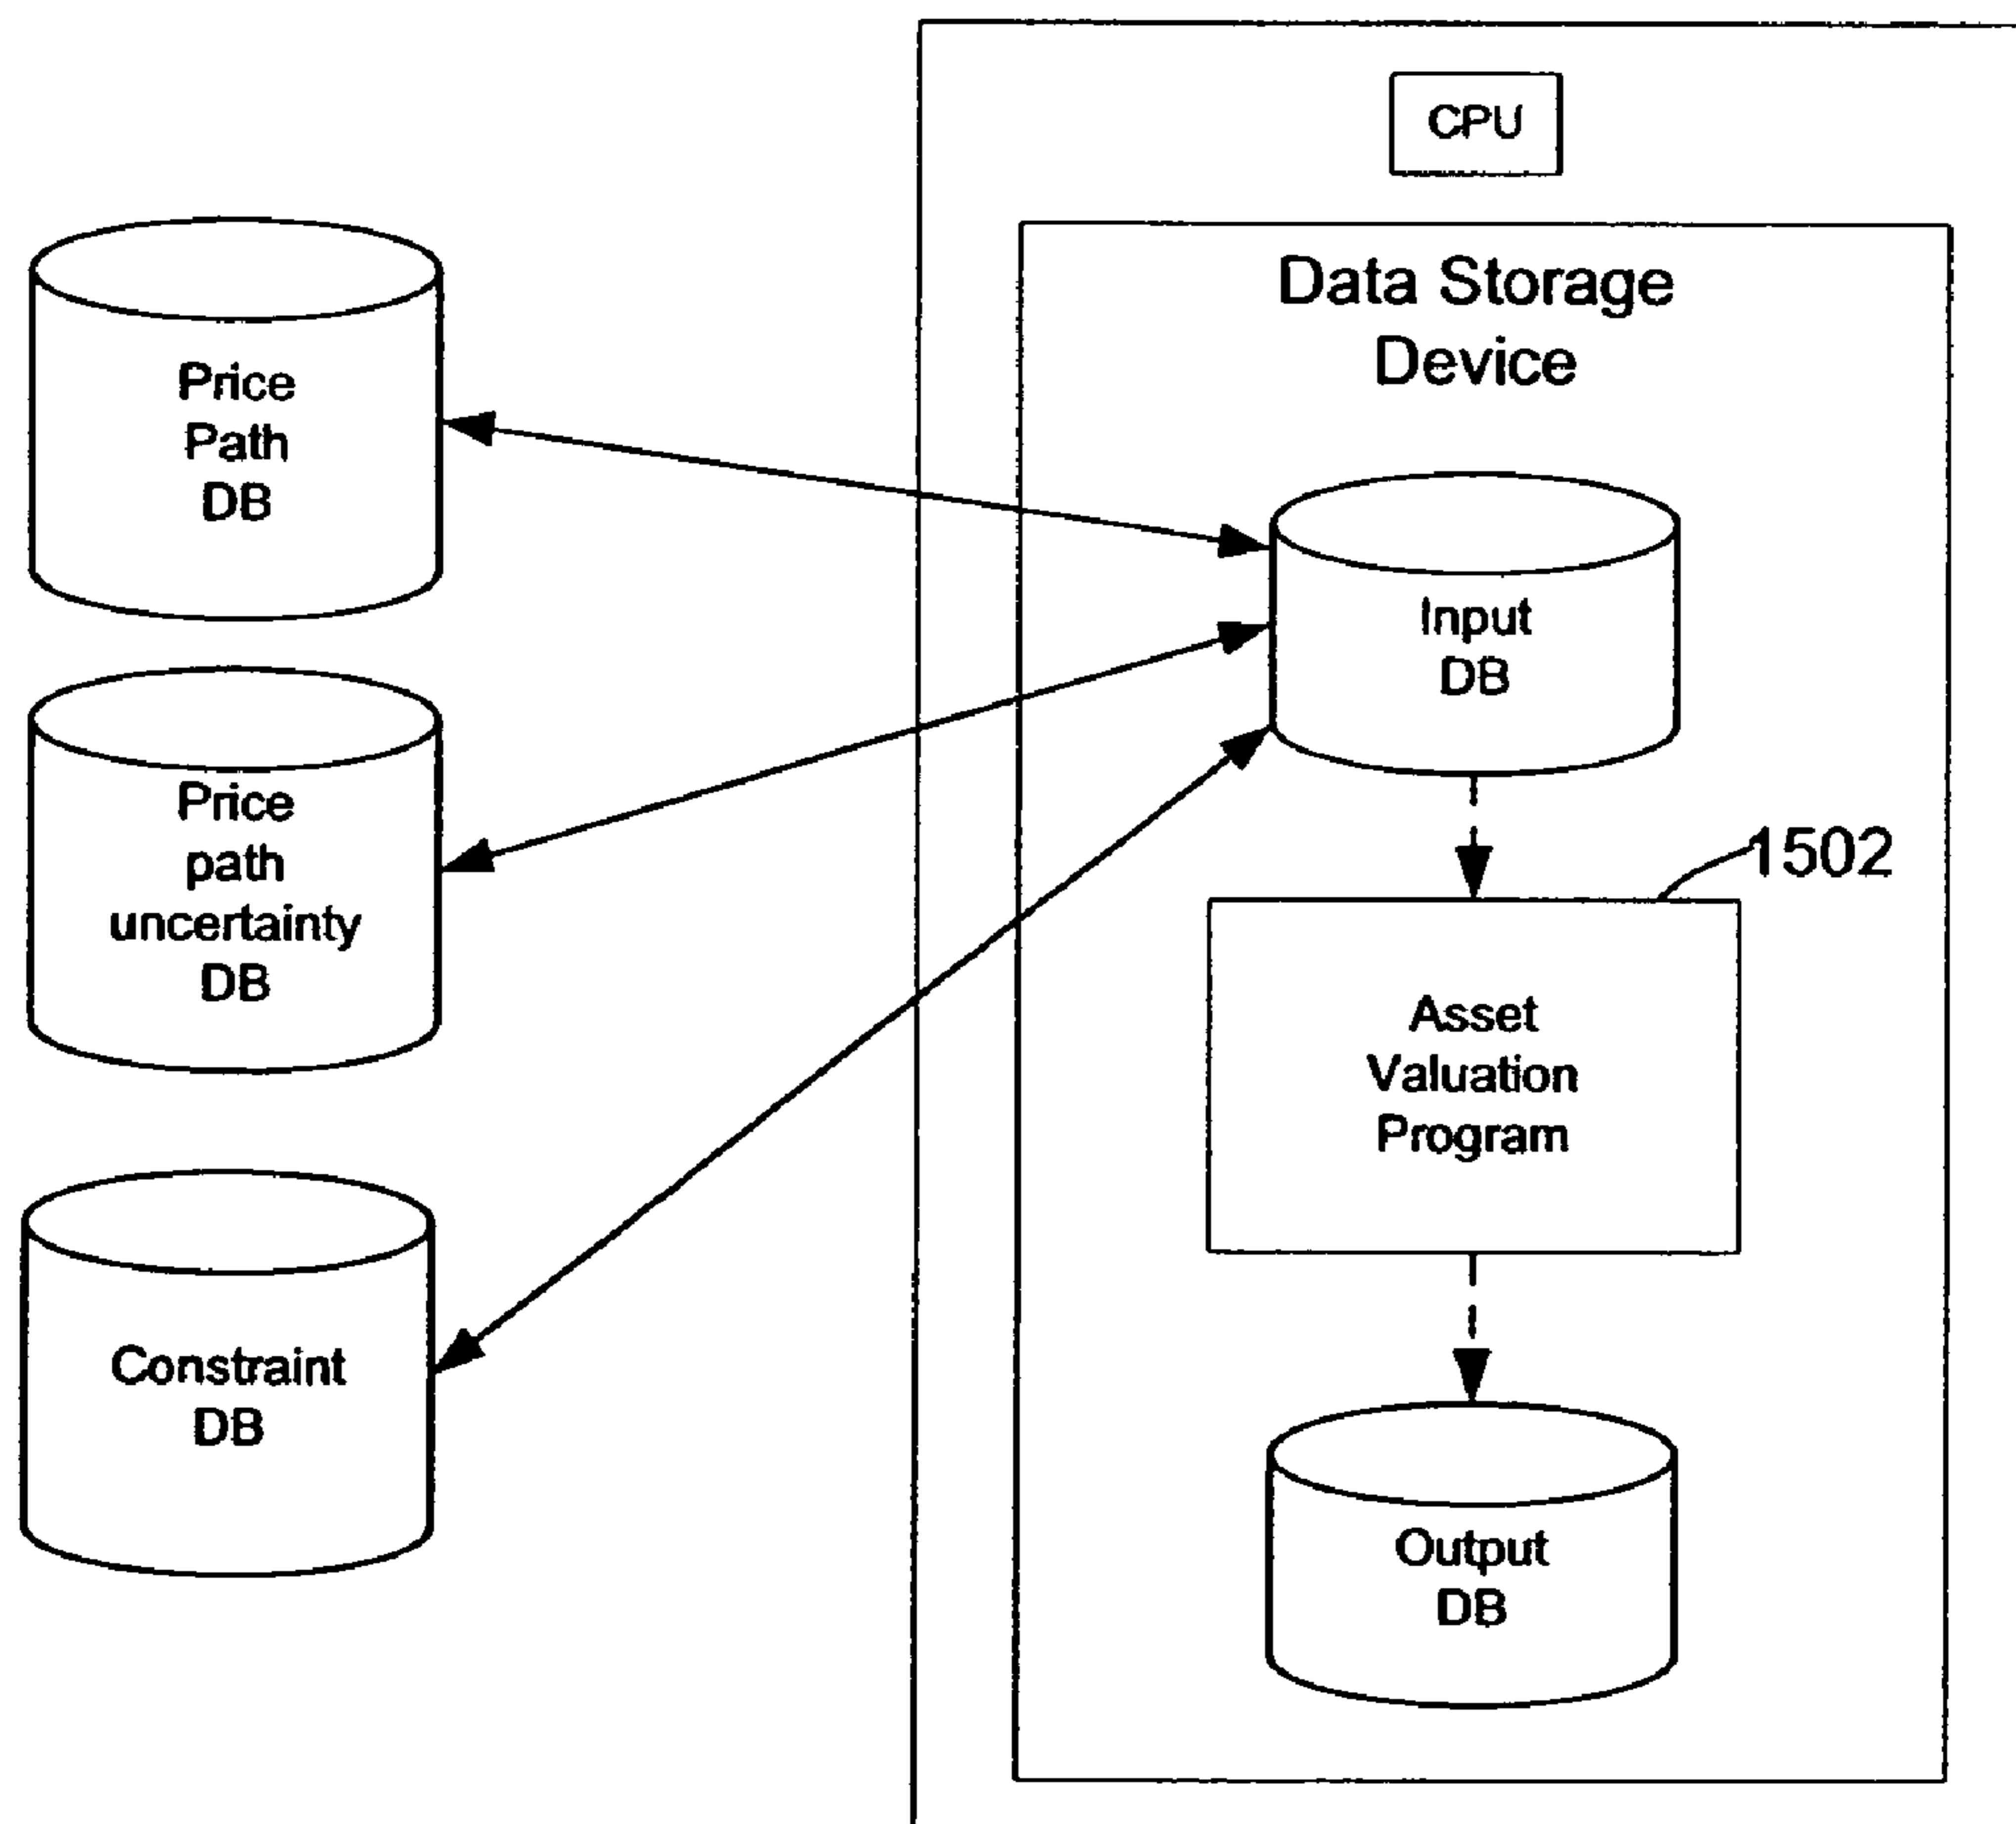 CPU
Data Storage
Device
Price
Path
DB
Input
DB
Price
path
uncertainty
DB
1502
Asset
Valuation
Program
Constraint
DB
Output
DB